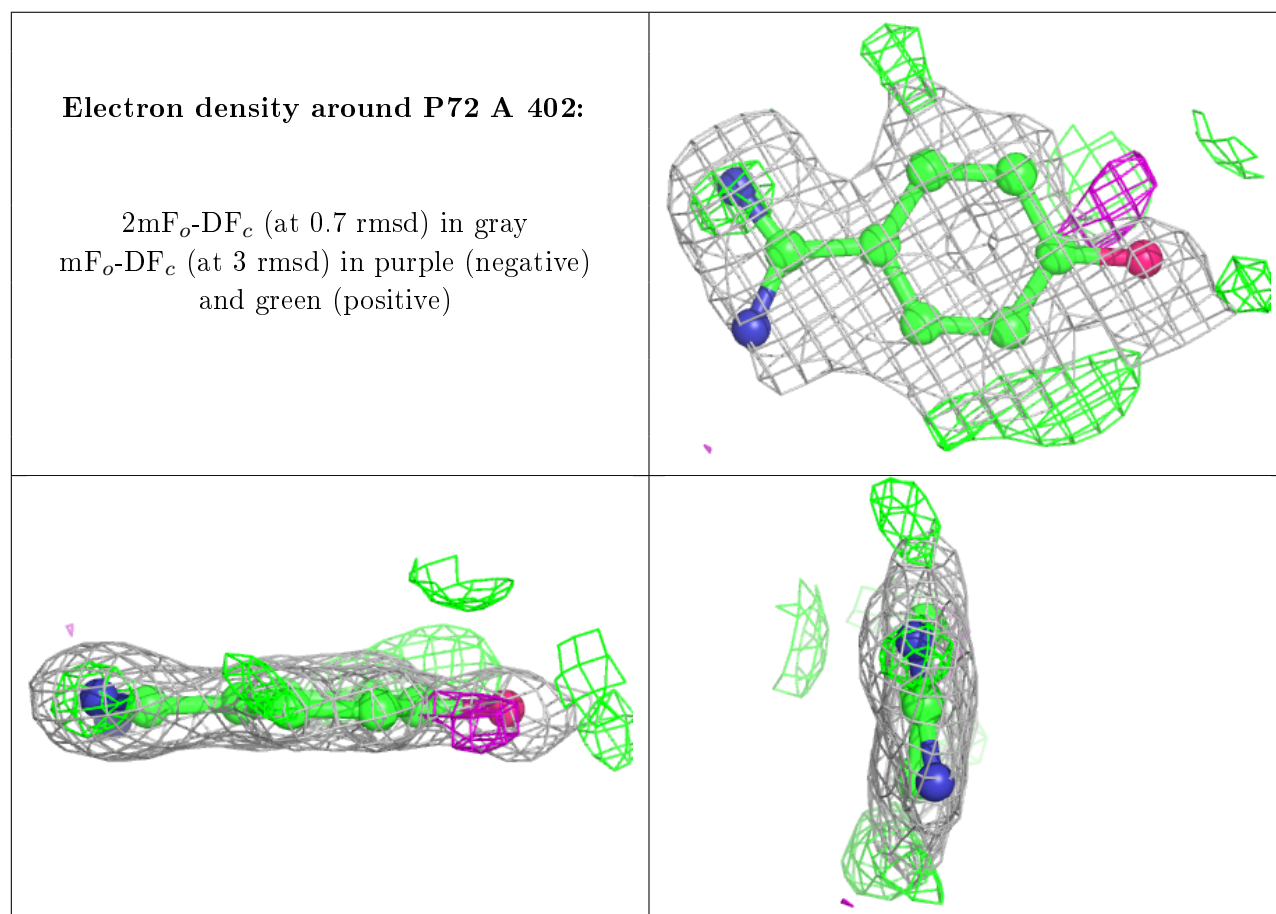 Electron density around P72 A 402:
2mFₒ-DF𝒸 (at 0.7 rmsd) in gray
mFₒ-DF𝒸 (at 3 rmsd) in purple (negative)
and green (positive)